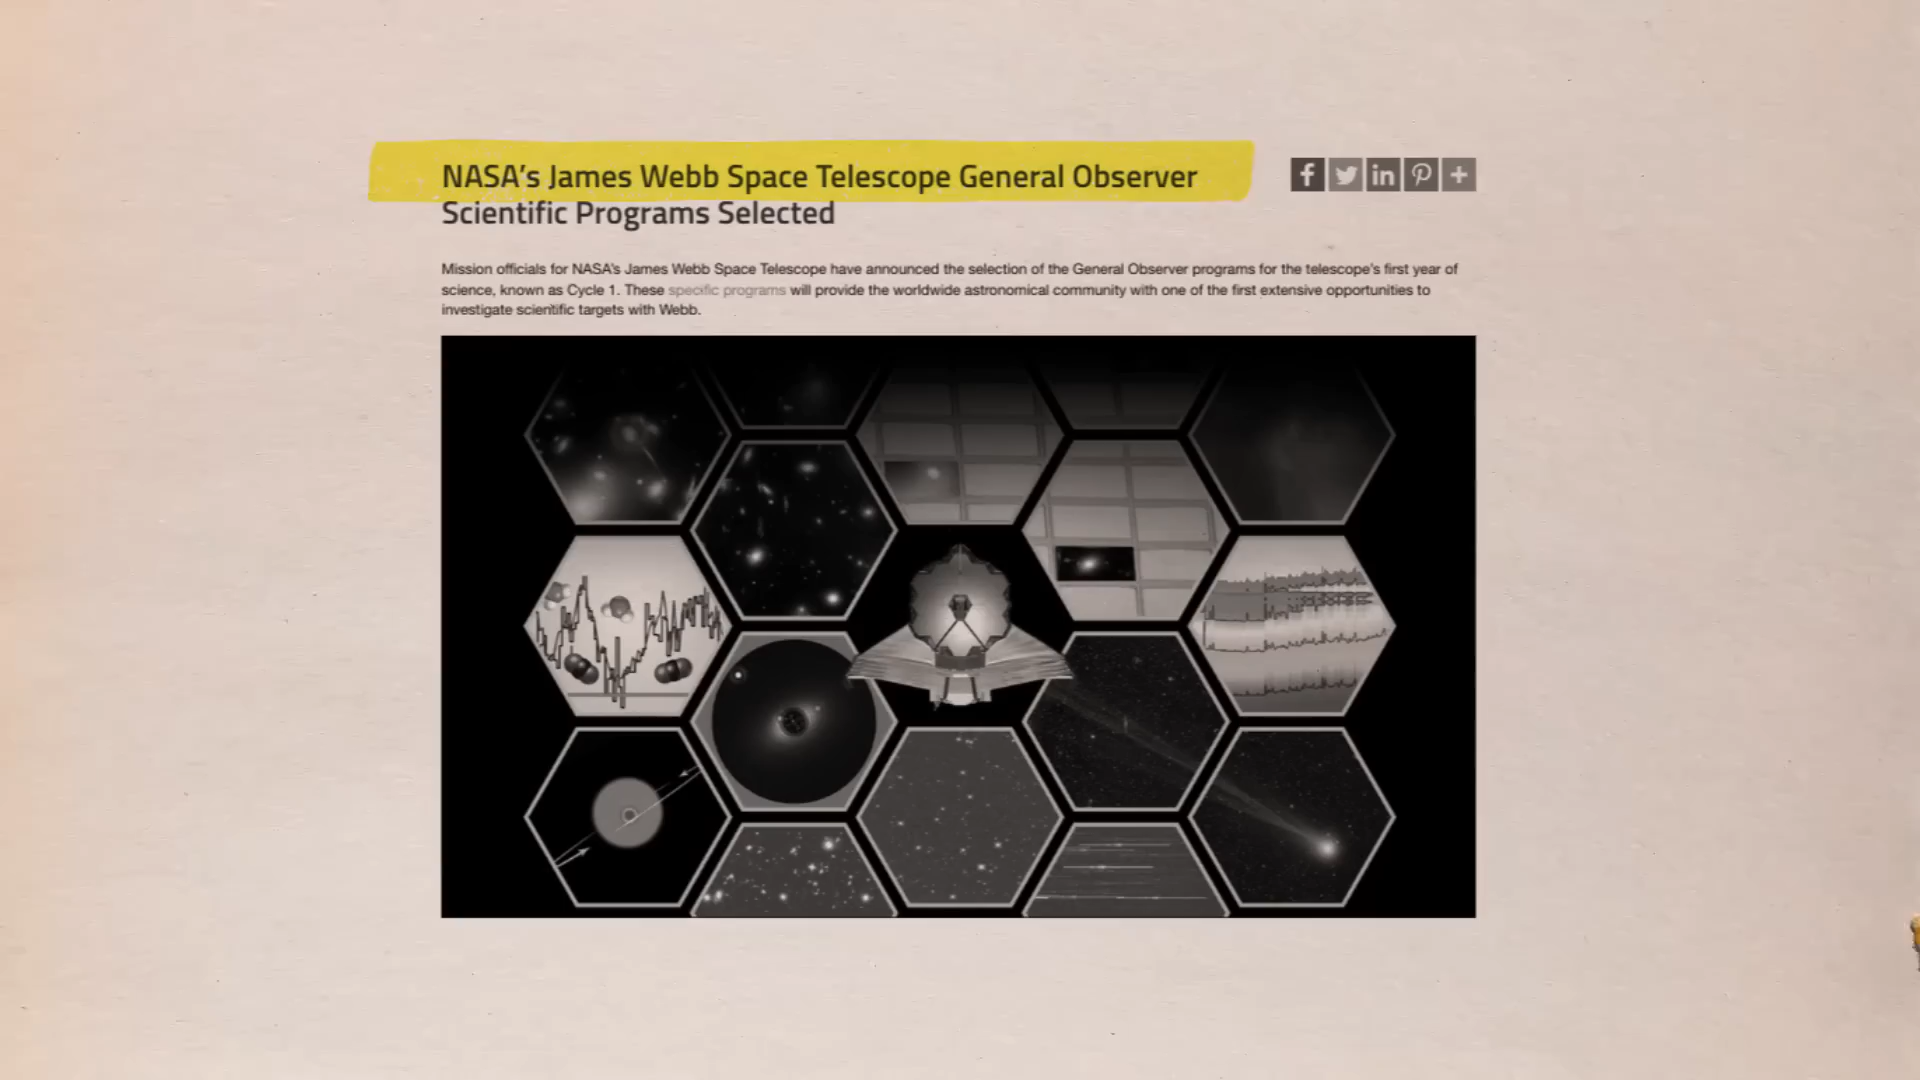 NASA's James Webb Space Telescope General Observer
Scientific Programs Selected
Mission officials for NASA's James Webb Space Telescope have announced the selection of the General Observer programs for the telescope's first year of
science, known as Cycle 1. These specific programs will provide the worldwide astronomical community with one of the first extensive opportunities to
investigate scientific targets with Webb.